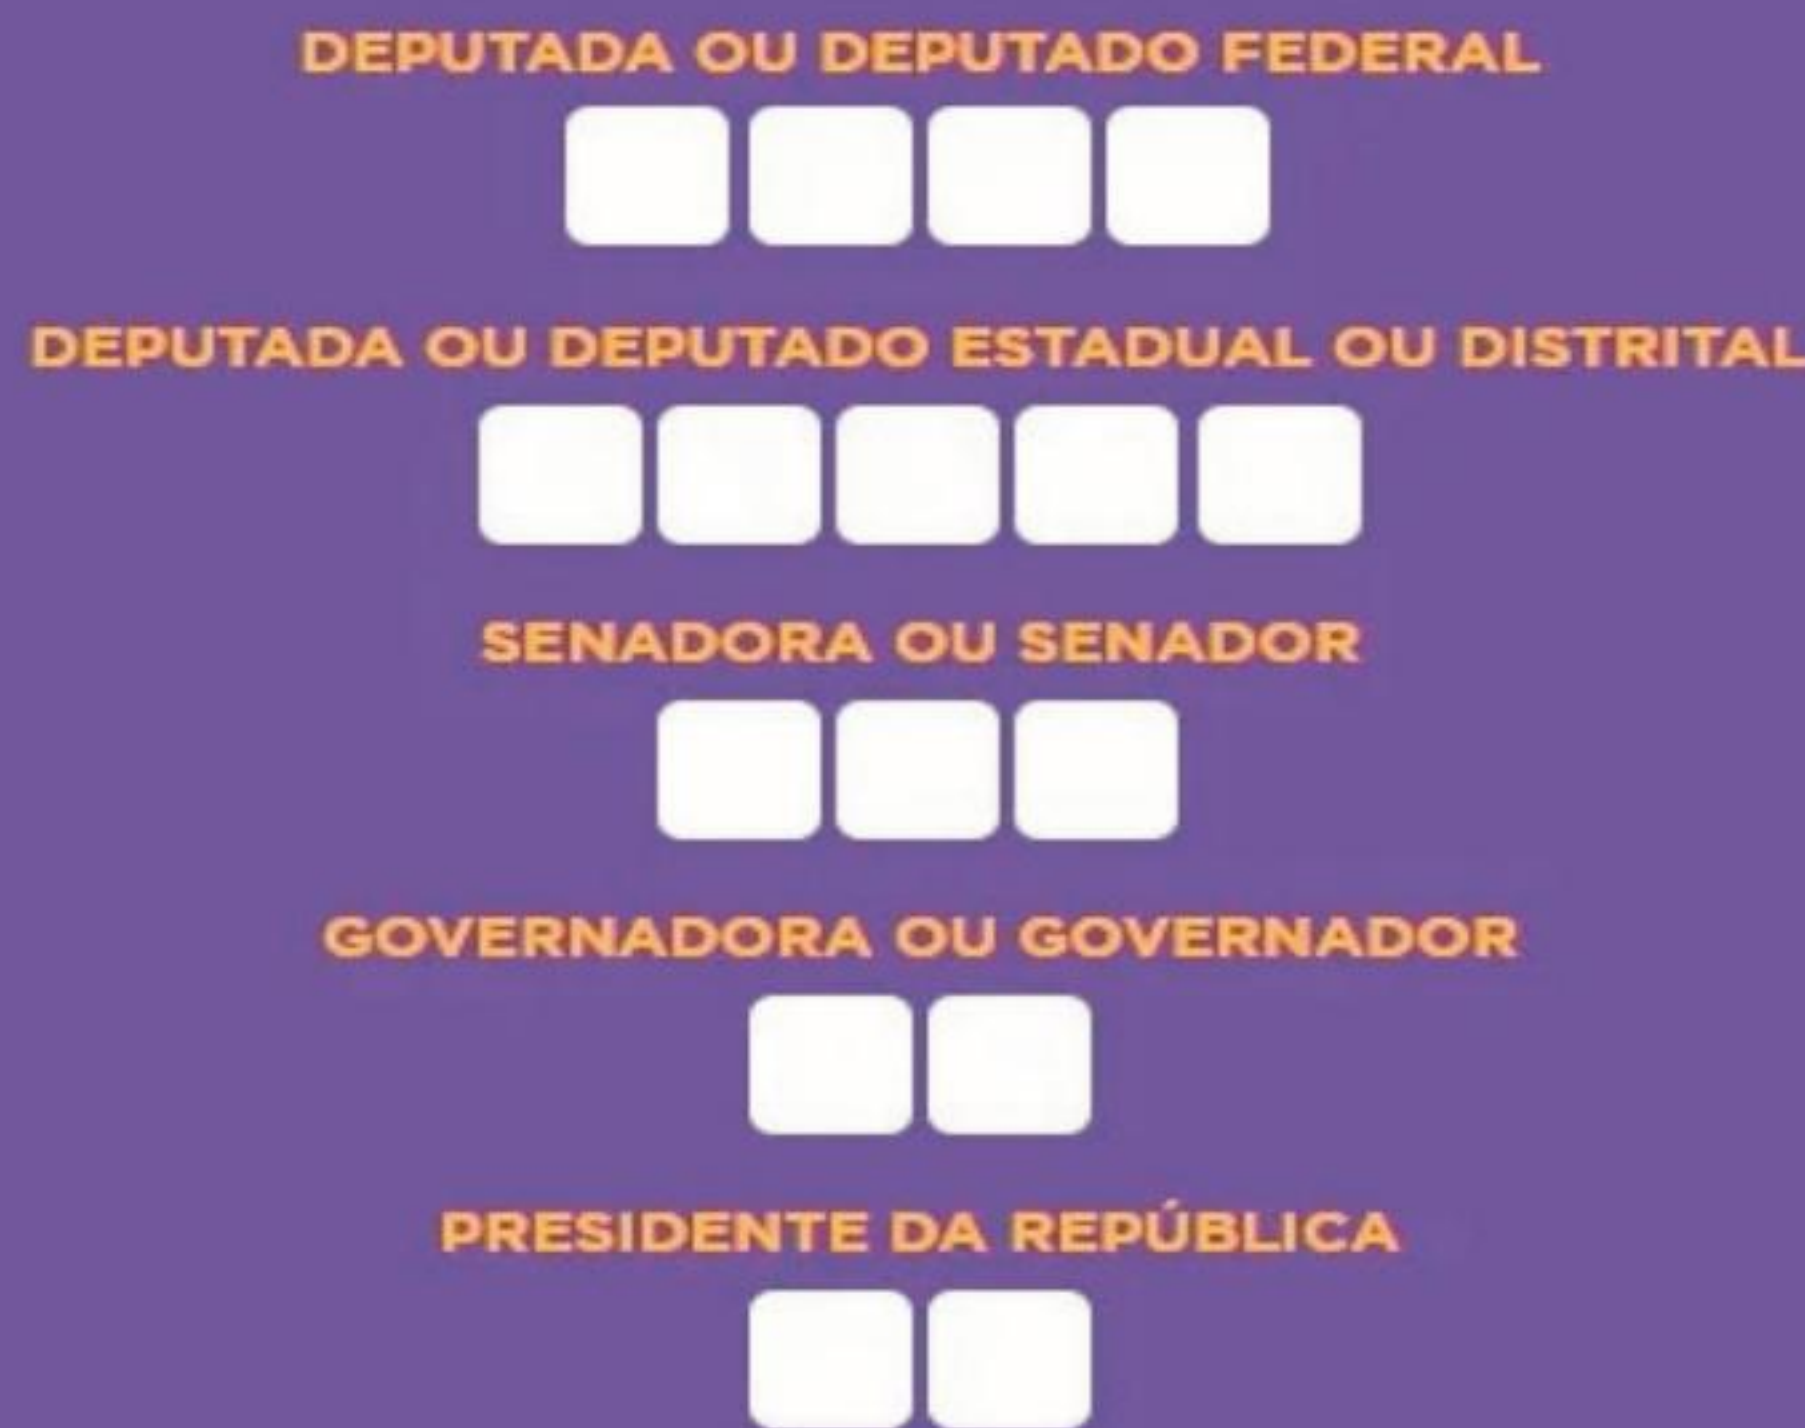 DEPUTADA OU DEPUTADO FEDERAL
DEPUTADA OU DEPUTADO ESTADUAL OU DISTRITAL
SENADORA OU SENADOR
GOVERNADORA OU GOVERNADOR
PRESIDENTE DA REPÚBLICA